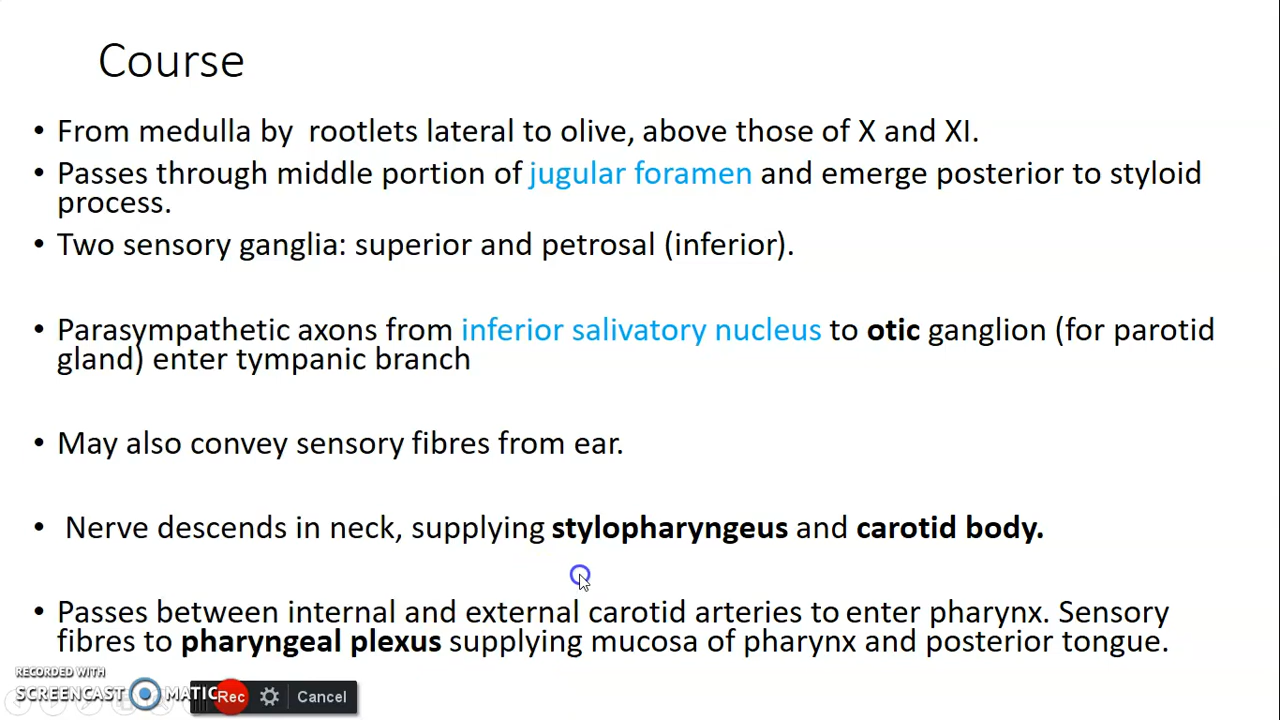 Course
• From medulla by  rootlets lateral to olive, above those of X and XI.
• Passes through middle portion of jugular foramen and emerge posterior to styloid
process.
• Two sensory ganglia: superior and petrosal (inferior).
• Parasympathetic axons from inferior salivatory nucleus to otic ganglion (for parotid
gland) enter tympanic branch
• May also convey sensory fibres from ear.
• Nerve descends in neck, supplying stylopharyngeus and carotid body.
• Passes between internal and external carotid arteries to enter pharynx. Sensory
fibres to pharyngeal plexus supplying mucosa of pharynx and posterior tongue.
RECORDED WITH
SCREENCAST MATIC
Rec Cancel